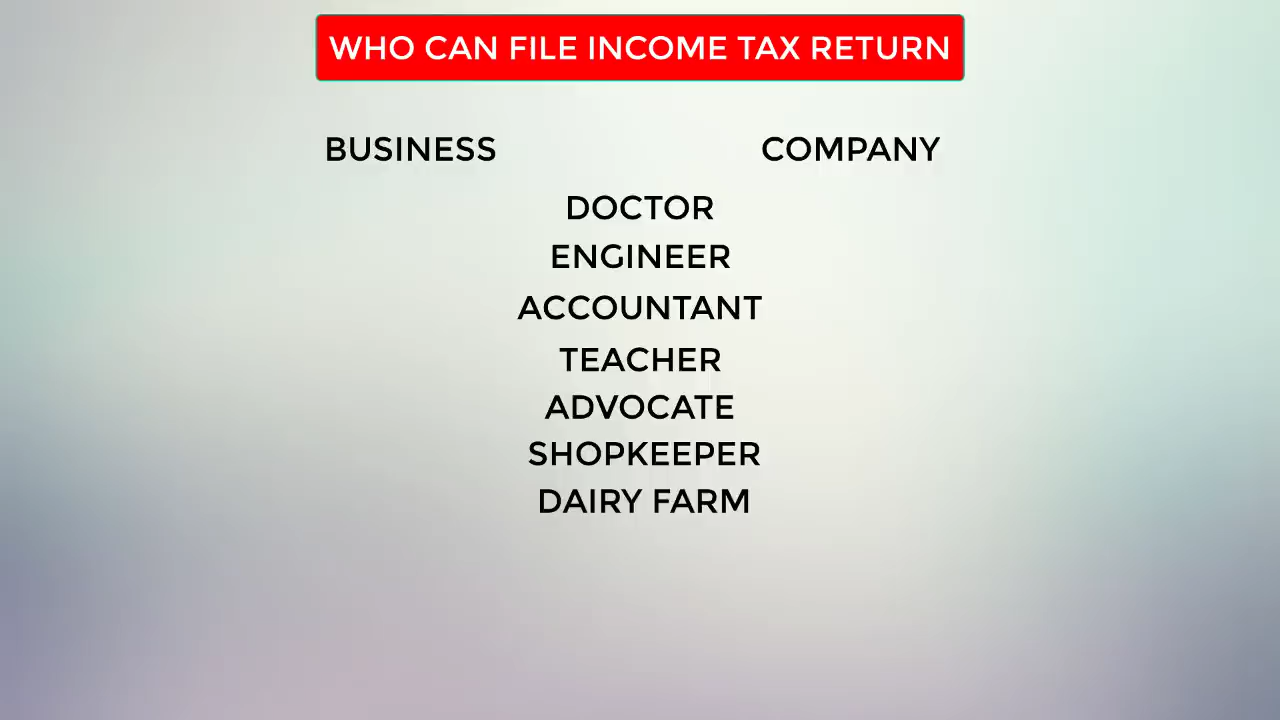 WHO CAN FILE INCOME TAX RETURN
BUSINESS COMPANY
DOCTOR
ENGINEER
ACCOUNTANT
TEACHER
ADVOCATE
SHOPKEEPER
DAIRY FARM